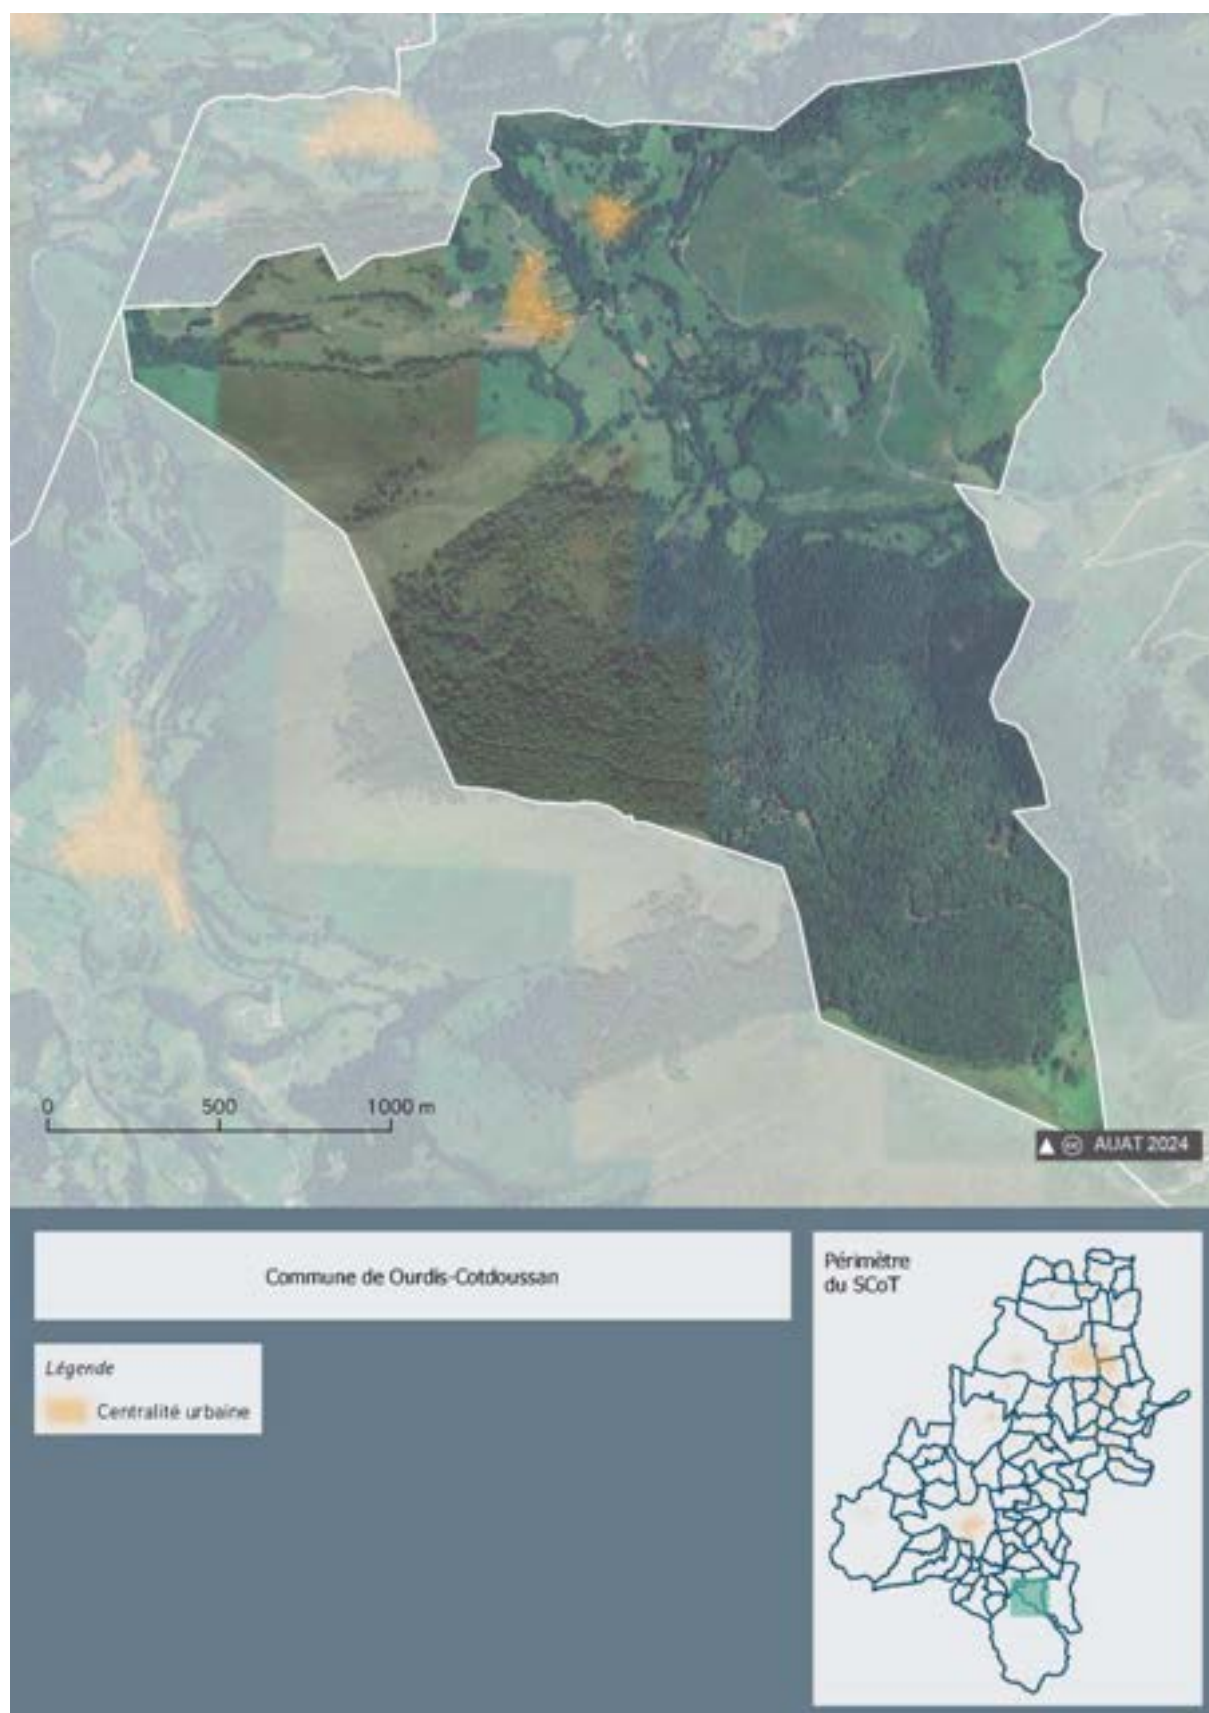 0 500 1000 m
AUAT 2024
Commune de Ourdis-Cotdoussan
Périmètre
du SCoT
Légende
Centralité urbaine